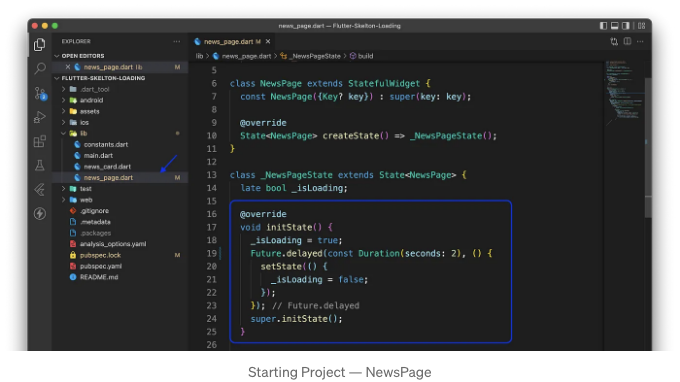 news_page.dart — Flutter-Skelton-Loading
EXPLORER
OPEN EDITORS
news_page.dart lib M
FLUTTER-SKELTON-LOADING
.dart_tool
android
assets
ios
lib
constants.dart
main.dart
news_card.dart
news_page.dart M
test
web
.gitignore
.metadata
.packages
analysis_options.yaml
pubspec.lock M
pubspec.yaml
README.md
news_page.dart M
lib > news_page.dart > _NewsPageState > build
5
6 class NewsPage extends StatefulWidget {
7 const NewsPage({Key? key}) : super(key: key);
8
9 @override
10 State<NewsPage> createState() => _NewsPageState();
11 }
12
13 class _NewsPageState extends State<NewsPage> {
14 late bool _isLoading;
15
16 @override
17 void initState() {
18 _isLoading = true;
19 Future.delayed(const Duration(seconds: 2), () {
20 setState(() {
21 _isLoading = false;
22 });
23 }); // Future.delayed
24 super.initState();
25 }
26
Starting Project — NewsPage